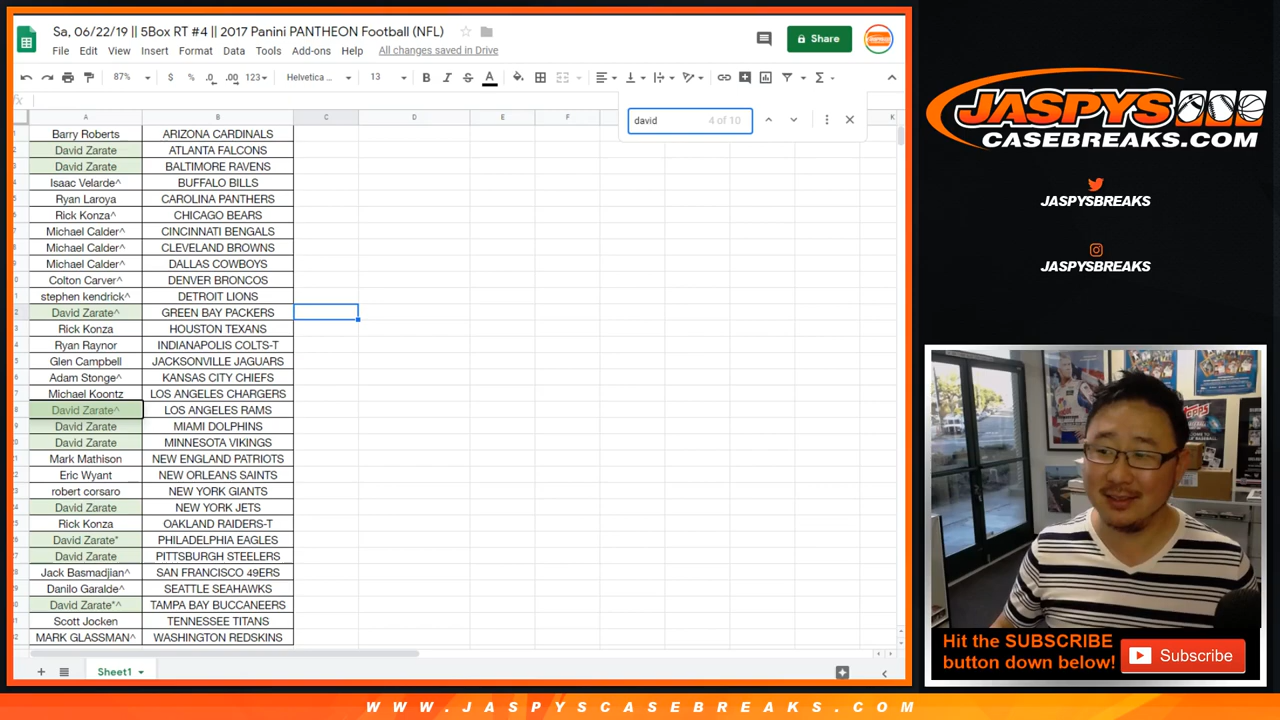 Sa, 06/22/19 || 5Box RT #4 || 2017 Panini PANTHEON Football (NFL)
File Edit View Insert Format Data Tools Add-ons Help All changes saved in Drive
Share
87% $ % .0 .00 123 Helvetica ... 13 B I S A
fx
david 4 of 10
A B C D E F G H I J K
Barry Roberts ARIZONA CARDINALS
David Zarate ATLANTA FALCONS
David Zarate BALTIMORE RAVENS
Isaac Velarde^ BUFFALO BILLS
Ryan Laroya CAROLINA PANTHERS
Rick Konza^ CHICAGO BEARS
Michael Calder^ CINCINNATI BENGALS
Michael Calder^ CLEVELAND BROWNS
Michael Calder^ DALLAS COWBOYS
Colton Carver^ DENVER BRONCOS
stephen kendrick^ DETROIT LIONS
David Zarate^ GREEN BAY PACKERS
Rick Konza HOUSTON TEXANS
Ryan Raynor INDIANAPOLIS COLTS-T
Glen Campbell JACKSONVILLE JAGUARS
Adam Stonge^ KANSAS CITY CHIEFS
Michael Koontz LOS ANGELES CHARGERS
David Zarate^ LOS ANGELES RAMS
David Zarate MIAMI DOLPHINS
David Zarate MINNESOTA VIKINGS
Mark Mathison NEW ENGLAND PATRIOTS
Eric Wyant NEW ORLEANS SAINTS
robert corsaro NEW YORK GIANTS
David Zarate NEW YORK JETS
Rick Konza OAKLAND RAIDERS-T
David Zarate* PHILADELPHIA EAGLES
David Zarate PITTSBURGH STEELERS
Jack Basmadjian^ SAN FRANCISCO 49ERS
Danilo Garalde^ SEATTLE SEAHAWKS
David Zarate*^ TAMPA BAY BUCCANEERS
Scott Jocken TENNESSEE TITANS
MARK GLASSMAN^ WASHINGTON REDSKINS
Sheet1
JASPYS
CASEBREAKS.COM
JASPYSBREAKS
JASPYSBREAKS
Hit the SUBSCRIBE
button down below!
Subscribe
WWW.JASPYSCASEBREAKS.COM